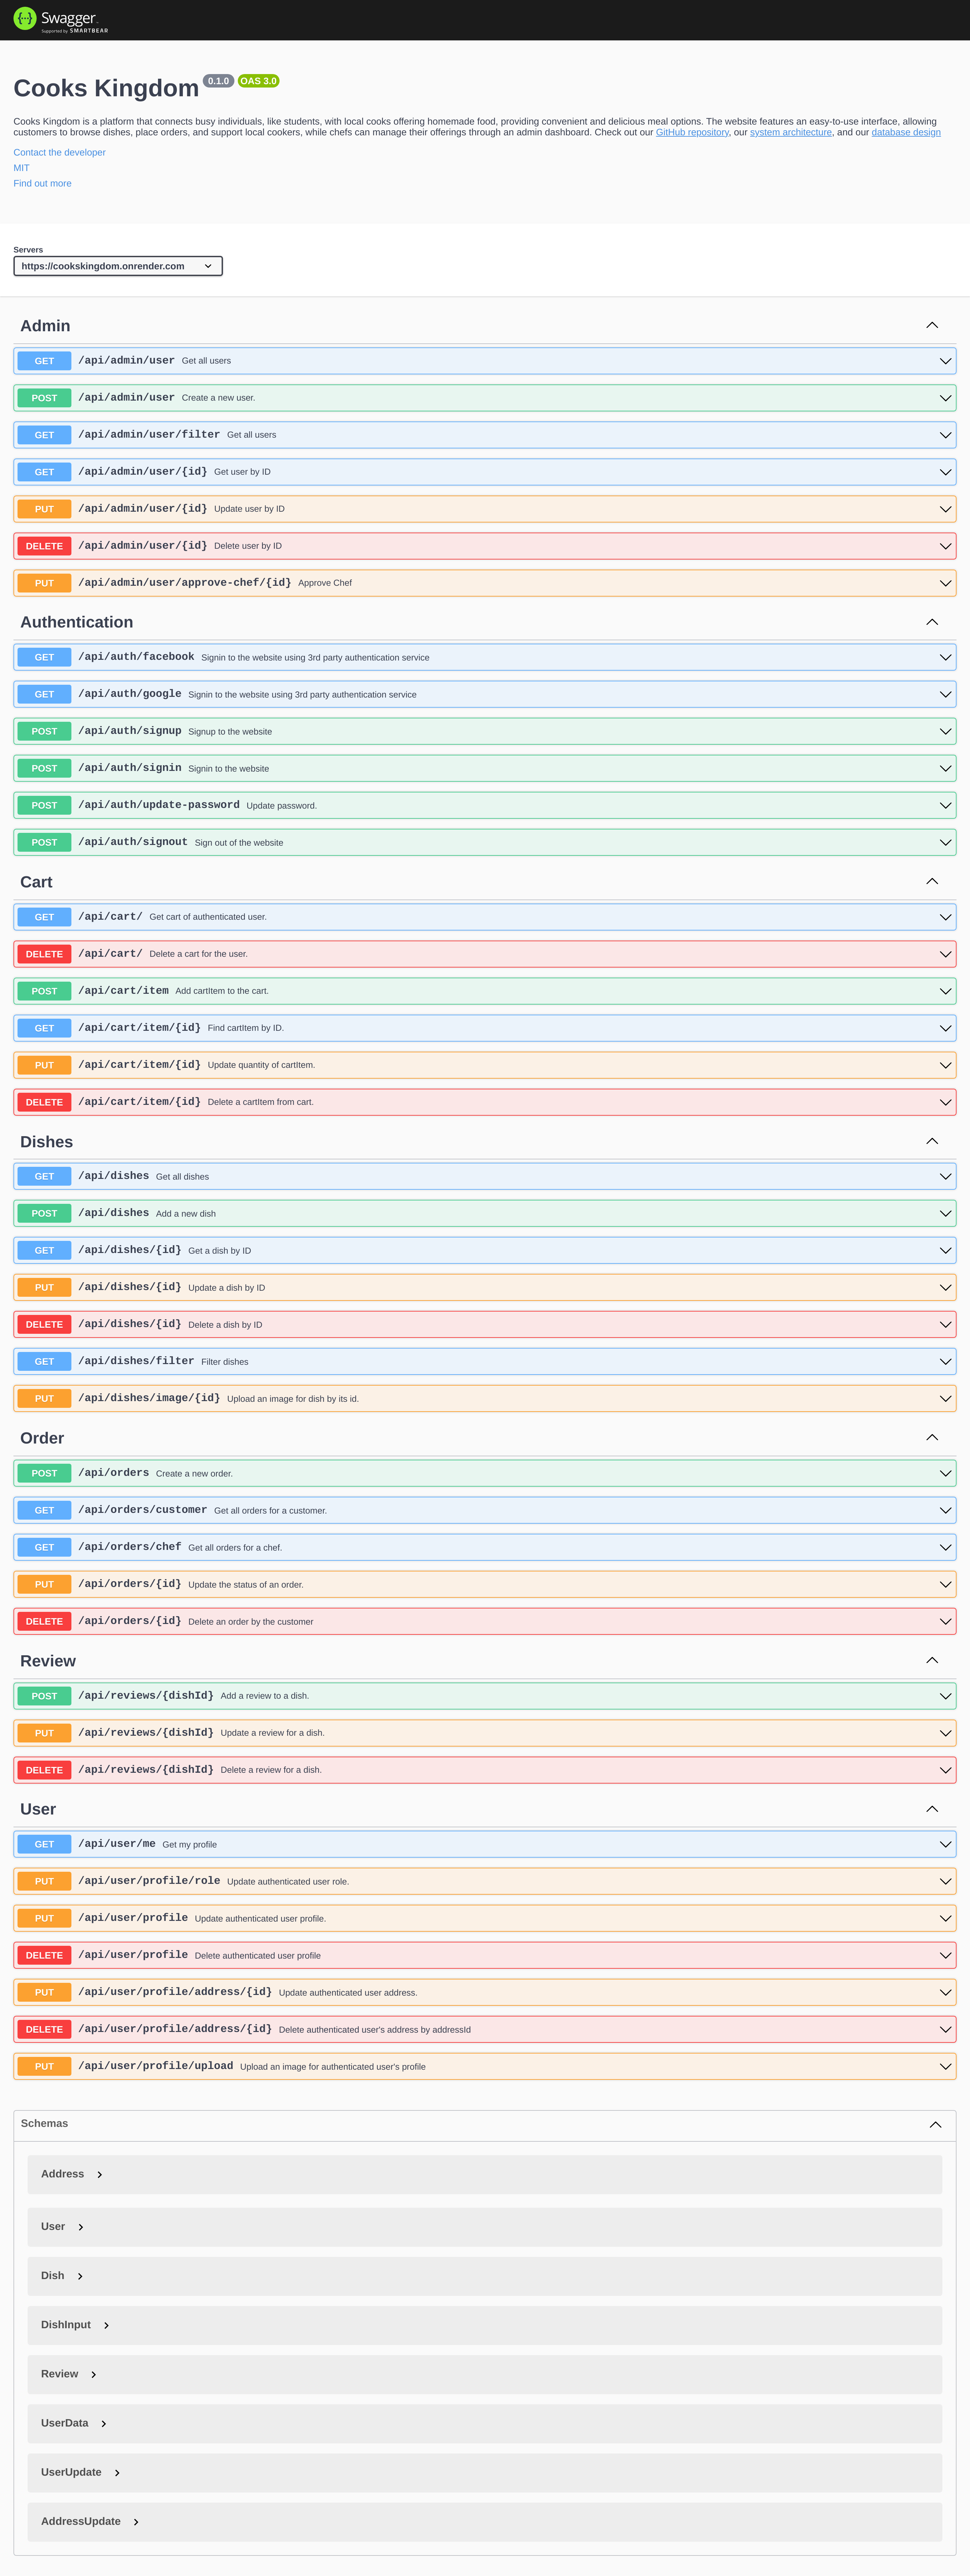 Swagger
Supported by SMARTBEAR
Cooks Kingdom 0.1.0 OAS 3.0
Cooks Kingdom is a platform that connects busy individuals, like students, with local cooks offering homemade food, providing convenient and delicious meal options. The website features an easy-to-use interface, allowing
customers to browse dishes, place orders, and support local cookers, while chefs can manage their offerings through an admin dashboard. Check out our GitHub repository, our system architecture, and our database design
Contact the developer
MIT
Find out more
Servers
https://cookskingdom.onrender.com
Admin
GET /api/admin/user Get all users
POST /api/admin/user Create a new user.
GET /api/admin/user/filter Get all users
GET /api/admin/user/{id} Get user by ID
PUT /api/admin/user/{id} Update user by ID
DELETE /api/admin/user/{id} Delete user by ID
PUT /api/admin/user/approve-chef/{id} Approve Chef
Authentication
GET /api/auth/facebook Signin to the website using 3rd party authentication service
GET /api/auth/google Signin to the website using 3rd party authentication service
POST /api/auth/signup Signup to the website
POST /api/auth/signin Signin to the website
POST /api/auth/update-password Update password.
POST /api/auth/signout Sign out of the website
Cart
GET /api/cart/ Get cart of authenticated user.
DELETE /api/cart/ Delete a cart for the user.
POST /api/cart/item Add cartItem to the cart.
GET /api/cart/item/{id} Find cartItem by ID.
PUT /api/cart/item/{id} Update quantity of cartItem.
DELETE /api/cart/item/{id} Delete a cartItem from cart.
Dishes
GET /api/dishes Get all dishes
POST /api/dishes Add a new dish
GET /api/dishes/{id} Get a dish by ID
PUT /api/dishes/{id} Update a dish by ID
DELETE /api/dishes/{id} Delete a dish by ID
GET /api/dishes/filter Filter dishes
PUT /api/dishes/image/{id} Upload an image for dish by its id.
Order
POST /api/orders Create a new order.
GET /api/orders/customer Get all orders for a customer.
GET /api/orders/chef Get all orders for a chef.
PUT /api/orders/{id} Update the status of an order.
DELETE /api/orders/{id} Delete an order by the customer
Review
POST /api/reviews/{dishId} Add a review to a dish.
PUT /api/reviews/{dishId} Update a review for a dish.
DELETE /api/reviews/{dishId} Delete a review for a dish.
User
GET /api/user/me Get my profile
PUT /api/user/profile/role Update authenticated user role.
PUT /api/user/profile Update authenticated user profile.
DELETE /api/user/profile Delete authenticated user profile
PUT /api/user/profile/address/{id} Update authenticated user address.
DELETE /api/user/profile/address/{id} Delete authenticated user's address by addressId
PUT /api/user/profile/upload Upload an image for authenticated user's profile
Schemas
Address
User
Dish
DishInput
Review
UserData
UserUpdate
AddressUpdate